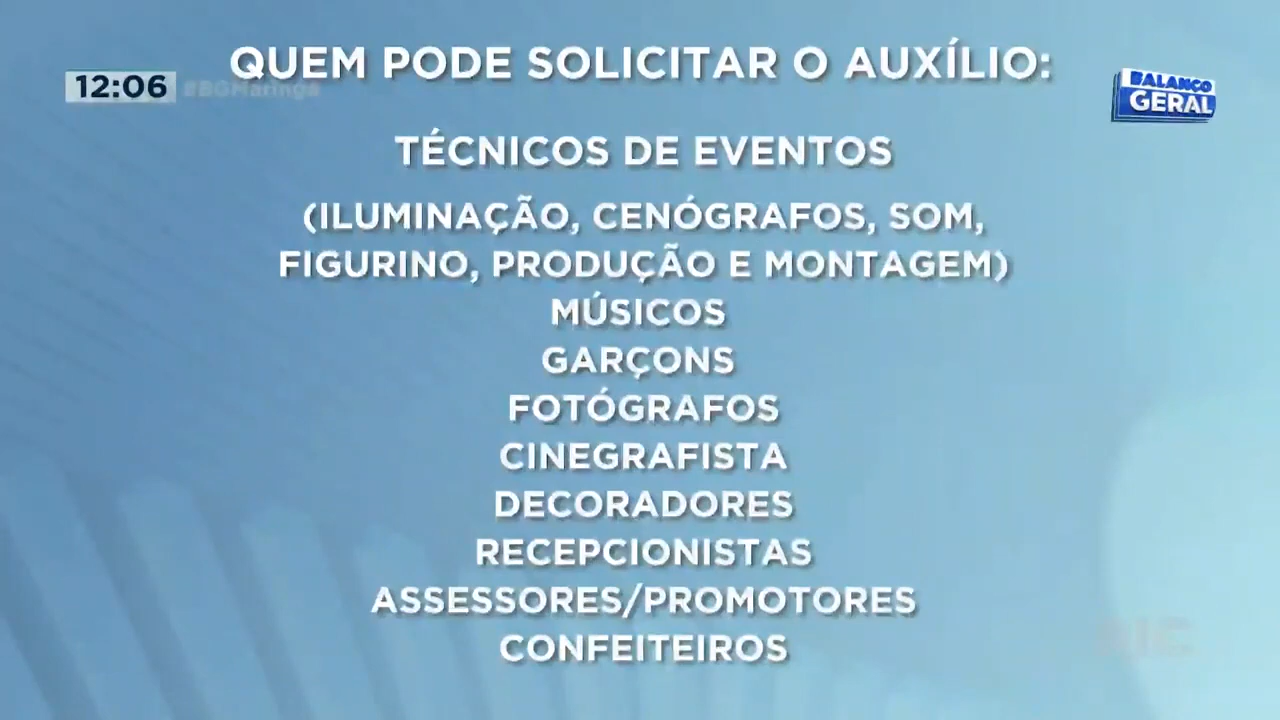 QUEM PODE SOLICITAR O AUXÍLIO:
12:06 #BGMaringá
BALANÇO
GERAL
TÉCNICOS DE EVENTOS
(ILUMINAÇÃO, CENÓGRAFOS, SOM,
FIGURINO, PRODUÇÃO E MONTAGEM)
MÚSICOS
GARÇONS
FOTÓGRAFOS
CINEGRAFISTA
DECORADORES
RECEPCIONISTAS
ASSESSORES/PROMOTORES
CONFEITEIROS